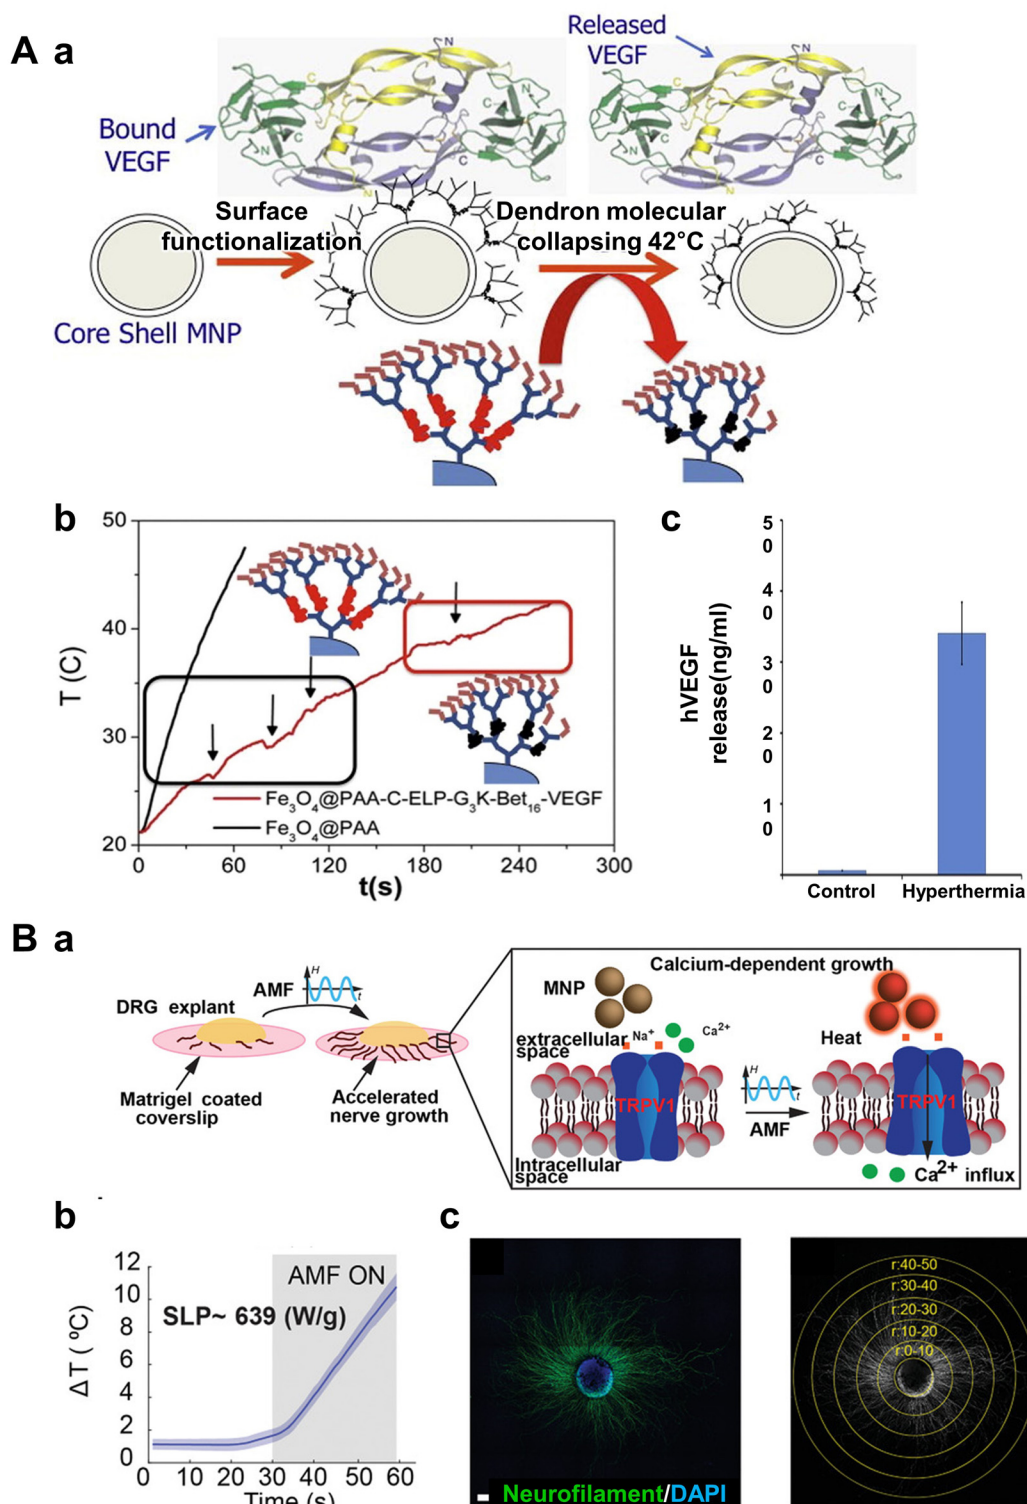 A a
Released
VEGF
Bound
VEGF
N
C
C
N
N
C
N
C
C
N
N
C
N
C
Surface
functionalization
Dendron molecular
collapsing 42°C
Core Shell MNP
b
50
40
30
20
T (C)
Fe3O4@PAA-C-ELP-G3K-Bet16-VEGF
Fe3O4@PAA
0
60
120
180
240
300
t(s)
c
5
0
4
0
3
0
2
0
1
0
hVEGF
release(ng/ml)
Control
Hyperthermia
B a
DRG explant
AMF
H
t
Matrigel coated
coverslip
Accelerated
nerve growth
Calcium-dependent growth
MNP
extracellular
space
Na+
Ca2+
Heat
TRPV1
TRPV1
H
t
AMF
Intracellular
space
Ca2+ influx
b
12
10
8
6
4
2
0
ΔT ( ºC)
AMF ON
SLP~ 639 (W/g)
0
10
20
30
40
50
60
Time (s)
c
Neurofilament/DAPI
r:40-50
r:30-40
r:20-30
r:10-20
r:0-10